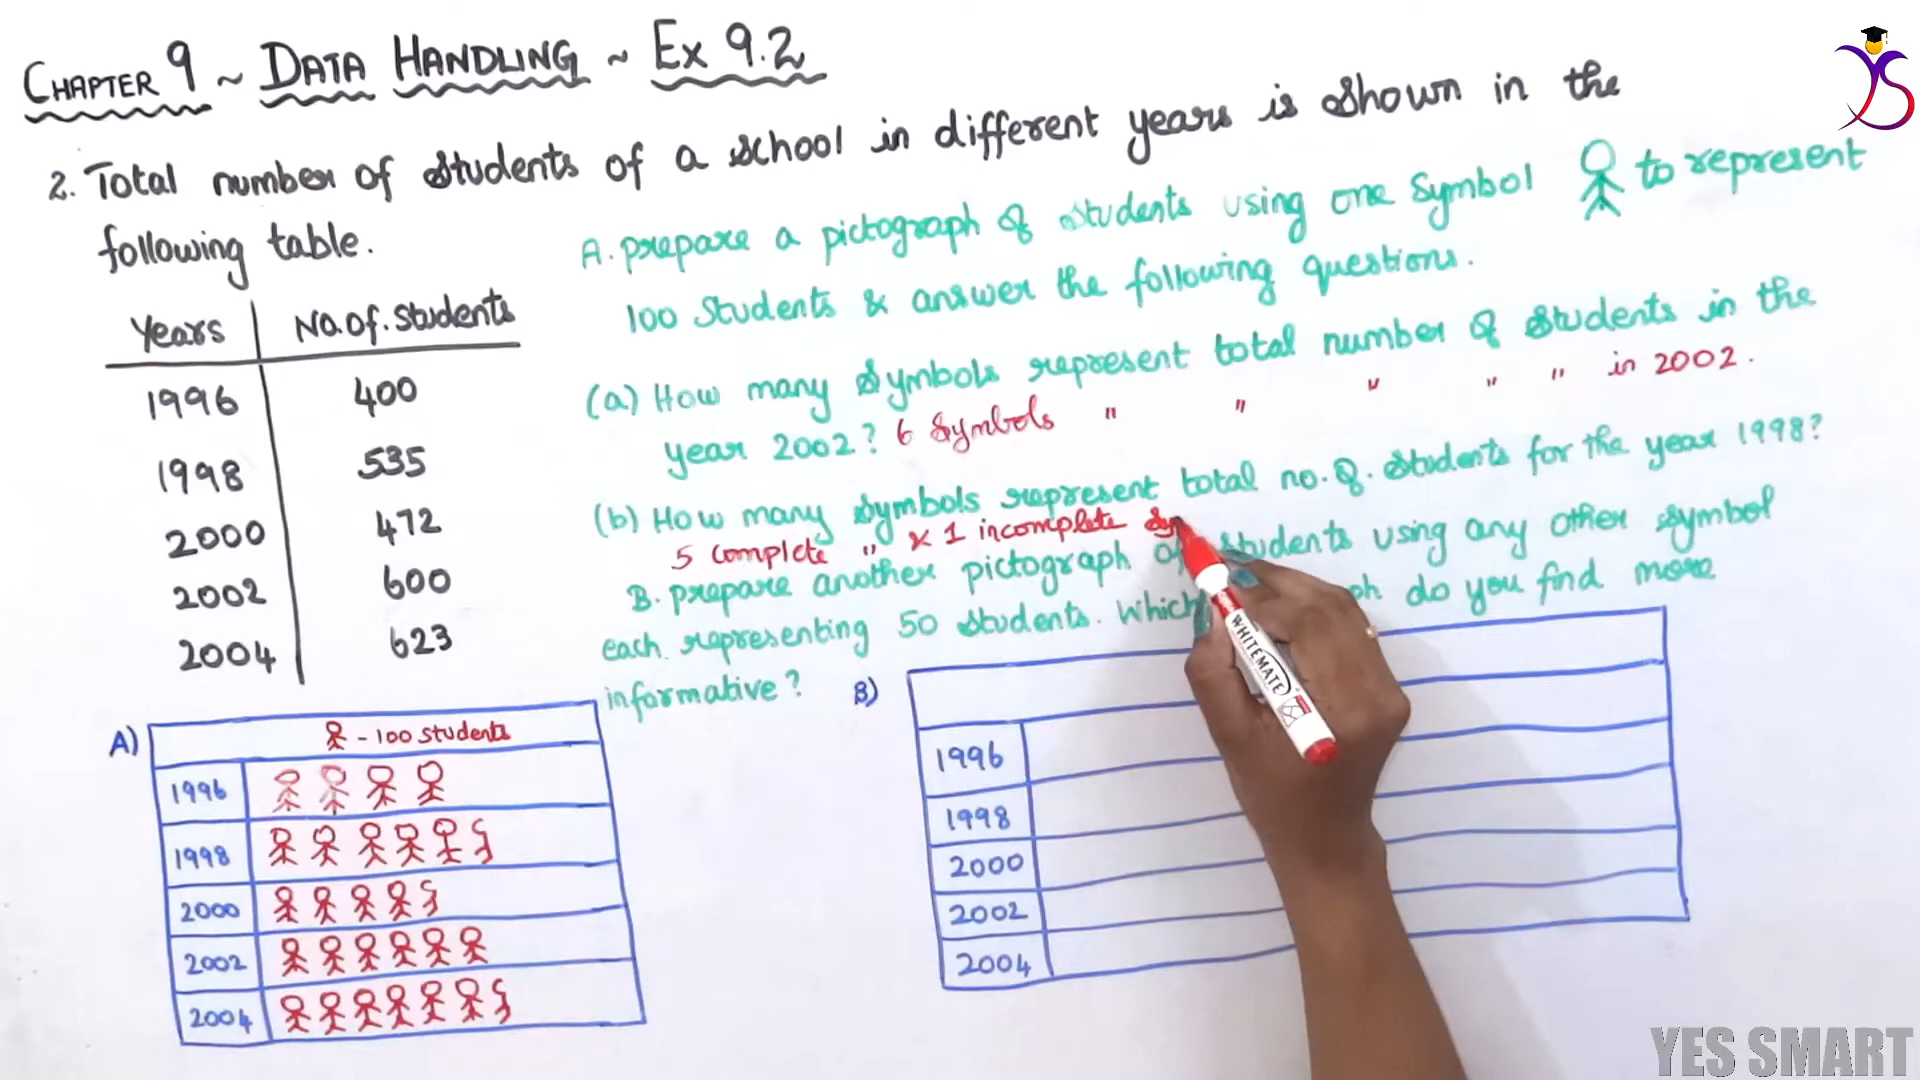 CHAPTER 9 ~ DATA HANDLING ~ Ex 9.2
2. Total number of students of a school in different years is shown in the
following table.
Years No.of.students
1996 400
1998 535
2000 472
2002 600
2004 623
A. prepare a pictograph of students using one symbol to represent
100 students & answer the following questions.
(a) How many symbols represent total number of students in the
year 2002? 6 symbols " " " " " in 2002.
(b) How many symbols represent total no.of.students for the year 1998?
5 complete " & 1 incomplete sy
B. prepare another pictograph of students using any other symbol
each representing 50 students. Which ph do you find more
informative?
A)
- 100 students
1996
1998
2000
2002
2004
B)
1996
1998
2000
2002
2004
WHITEMATE
YS
YES SMART